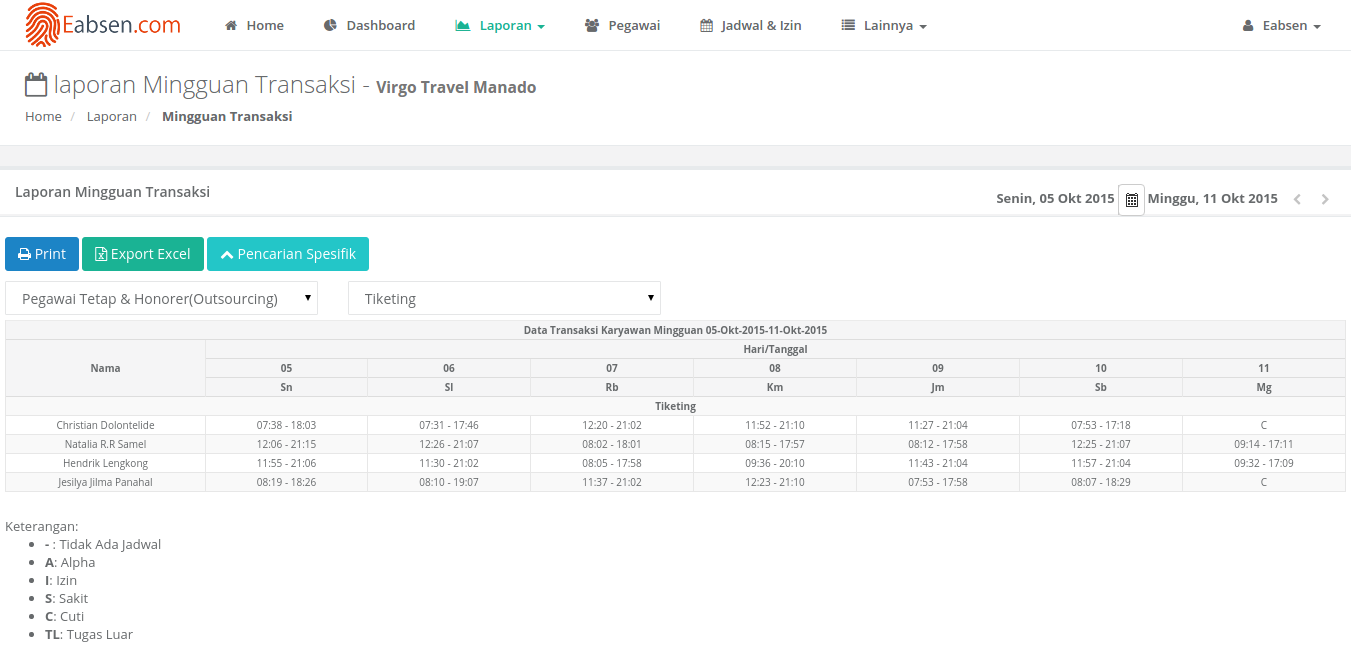 Eabsen.com Home Dashboard Laporan Pegawai Jadwal & Izin Lainnya Eabsen
laporan Mingguan Transaksi - Virgo Travel Manado
Home / Laporan / Mingguan Transaksi
Laporan Mingguan Transaksi
Senin, 05 Okt 2015 Minggu, 11 Okt 2015
Print Export Excel Pencarian Spesifik
Pegawai Tetap & Honorer(Outsourcing) Tiketing
Data Transaksi Karyawan Mingguan 05-Okt-2015-11-Okt-2015
Nama Hari/Tanggal
05 06 07 08 09 10 11
Sn Sl Rb Km Jm Sb Mg
Tiketing
Christian Dolontelide 07:38 - 18:03 07:31 - 17:46 12:20 - 21:02 11:52 - 21:10 11:27 - 21:04 07:53 - 17:18 C
Natalia R.R Samel 12:06 - 21:15 12:26 - 21:07 08:02 - 18:01 08:15 - 17:57 08:12 - 17:58 12:25 - 21:07 09:14 - 17:11
Hendrik Lengkong 11:55 - 21:06 11:30 - 21:02 08:05 - 17:58 09:36 - 20:10 11:43 - 21:04 11:57 - 21:04 09:32 - 17:09
Jesilya Jilma Panahal 08:19 - 18:26 08:10 - 19:07 11:37 - 21:02 12:23 - 21:10 07:53 - 17:58 08:07 - 18:29 C
Keterangan:
- : Tidak Ada Jadwal
A: Alpha
I: Izin
S: Sakit
C: Cuti
TL: Tugas Luar